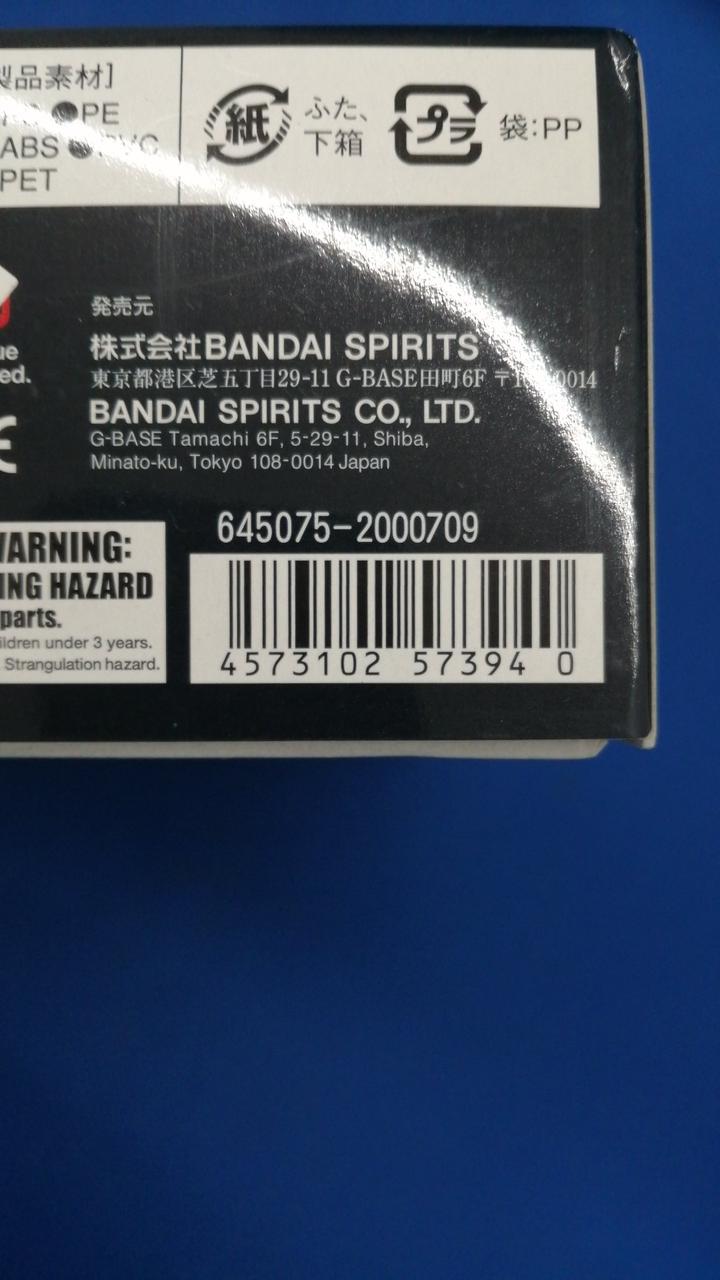 製品素材]
PE
ABS ●PVC
PET
紙
ふた、
下箱
プラ
袋:PP
発売元
株式会社BANDAI SPIRITS
東京都港区芝五丁目29-11 G-BASE田町6F
BANDAI SPIRITS CO., LTD.
G-BASE Tamachi 6F, 5-29-11, Shiba,
Minato-ku, Tokyo 108-0014 Japan
ed.
WARNING:
ING HAZARD
parts.
ildren under 3 years.
Strangulation hazard.
645075-2000709
4573102 57394 0